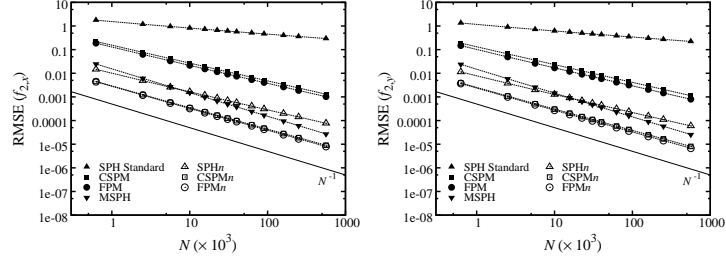 RMSE (f2,x)
10
1
0.1
0.01
0.001
0.0001
1e-05
1e-06
1e-07
1e-08
SPH Standard
CSPM
FPM
MSPH
SPHn
CSPMn
FPMn
N⁻¹
1
10
100
1000
N (× 10³)
RMSE (f2,y)
10
1
0.1
0.01
0.001
0.0001
1e-05
1e-06
1e-07
1e-08
SPH Standard
CSPM
FPM
MSPH
SPHn
CSPMn
FPMn
N⁻¹
1
10
100
1000
N (× 10³)